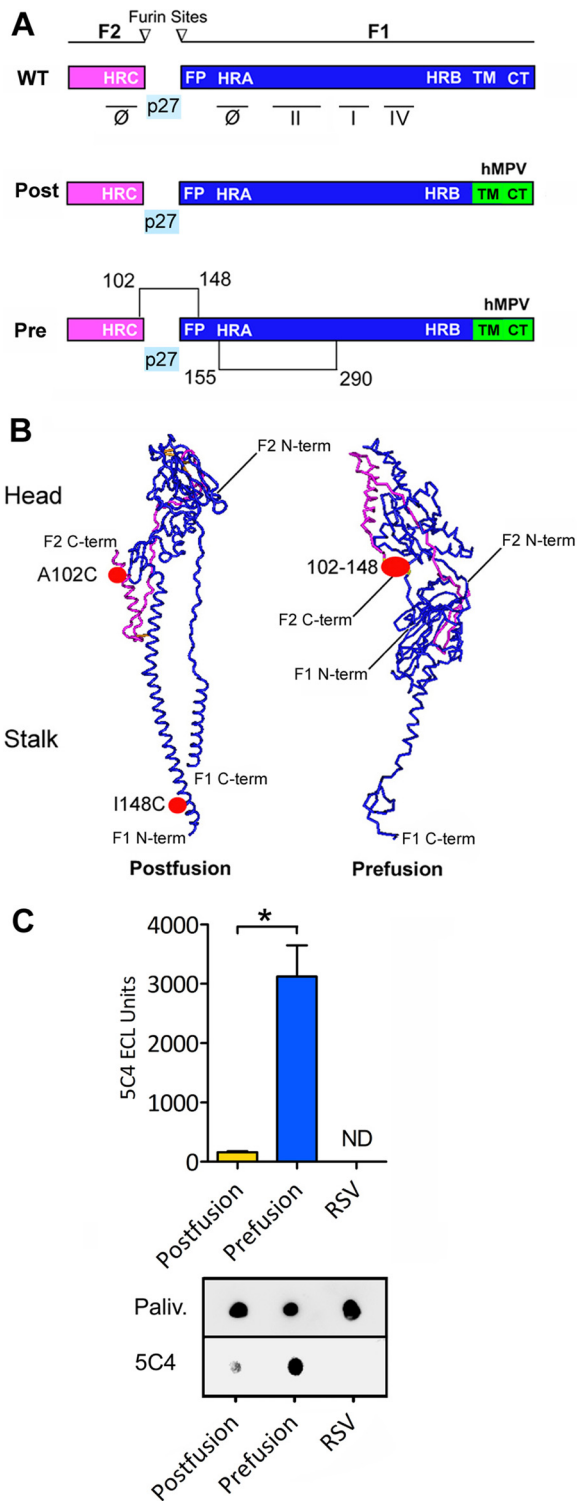 A
Furin Sites
F2
F1
WT
HRC
FP
HRA
HRB
TM
CT
p27
Ø
Ø
II
I
IV
hMPV
Post
HRC
FP
HRA
HRB
TM
CT
p27
102
148
hMPV
Pre
HRC
FP
HRA
HRB
TM
CT
p27
155
290
B
F2 N-term
Head
F2 C-term
A102C
102-148
F2 N-term
F2 C-term
F1 N-term
Stalk
F1 C-term
I148C
F1 N-term
F1 C-term
Postfusion
Prefusion
C
4000
*
3000
2000
1000
0
5C4 ECL Units
ND
Postfusion
Prefusion
RSV
Paliv.
5C4
Postfusion
Prefusion
RSV